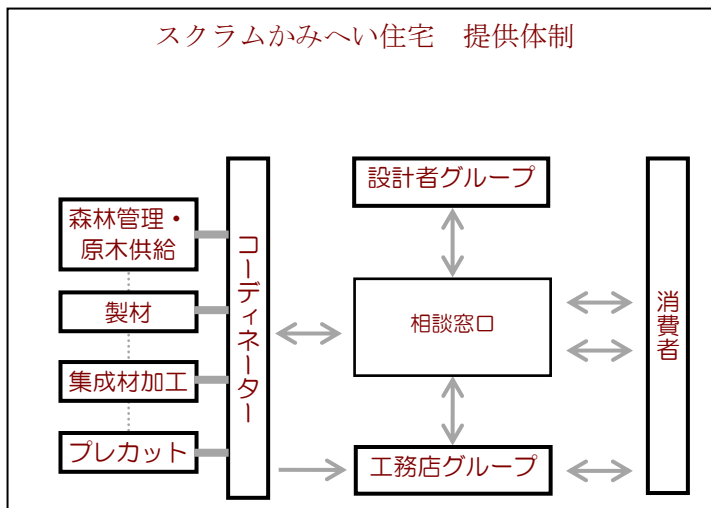 スクラムかみへい住宅　提供体制
森林管理・
原木供給
製材
集成材加工
プレカット
コーディネーター
設計者グループ
相談窓口
工務店グループ
消費者